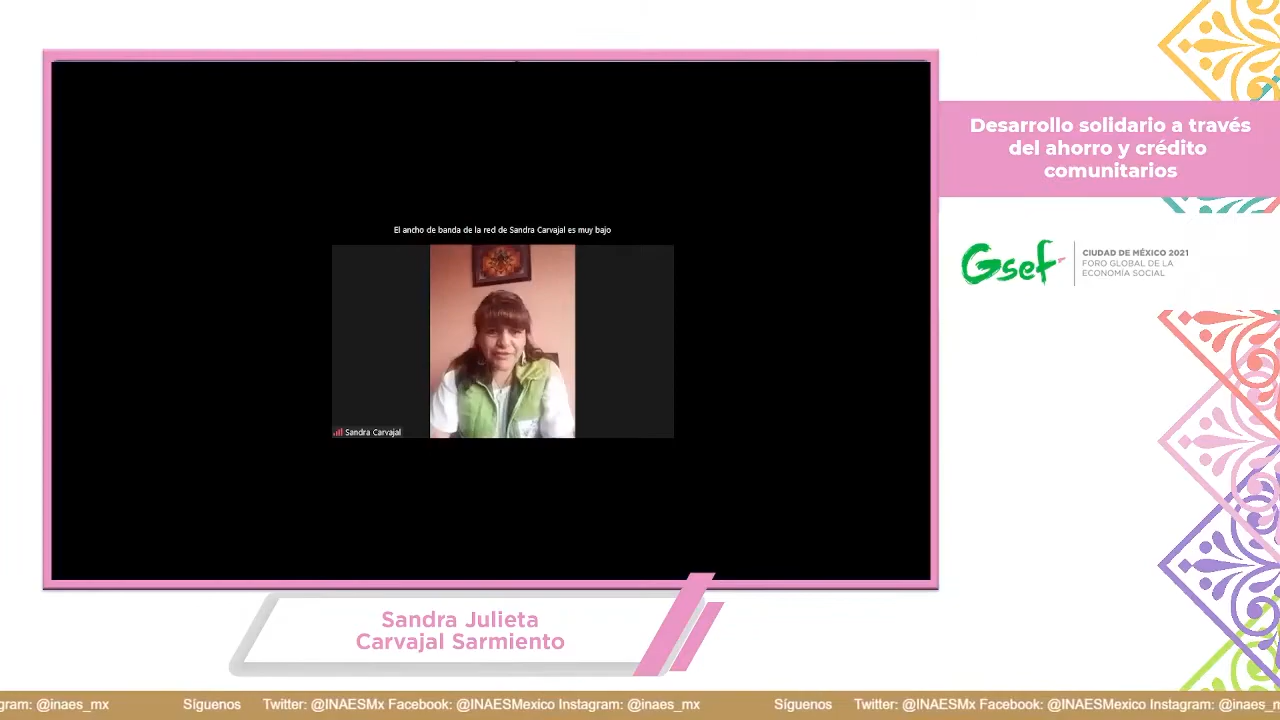 Desarrollo solidario a través
del ahorro y crédito
comunitarios
El ancho de banda de la red de Sandra Carvajal es muy bajo
Gsef
CIUDAD DE MÉXICO 2021
FORO GLOBAL DE LA
ECONOMÍA SOCIAL
Sandra Carvajal
Sandra Julieta
Carvajal Sarmiento
gram: @inaes_mx Síguenos Twitter: @INAESMx Facebook: @INAESMexico Instagram: @inaes_mx Síguenos Twitter: @INAESMx Facebook: @INAESMexico Instagram: @inaes_m